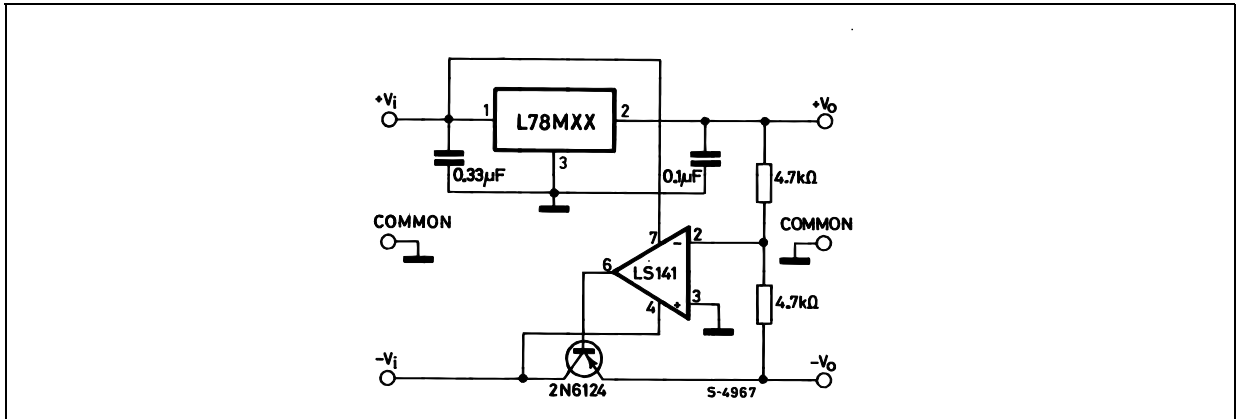 +Vi
1
L78MXX
2
+Vo
3
0.33µF
0.1µF
4.7kΩ
COMMON
COMMON
7
2
-
6
LS141
4
+
3
4.7kΩ
-Vi
-Vo
2N6124
S-4967